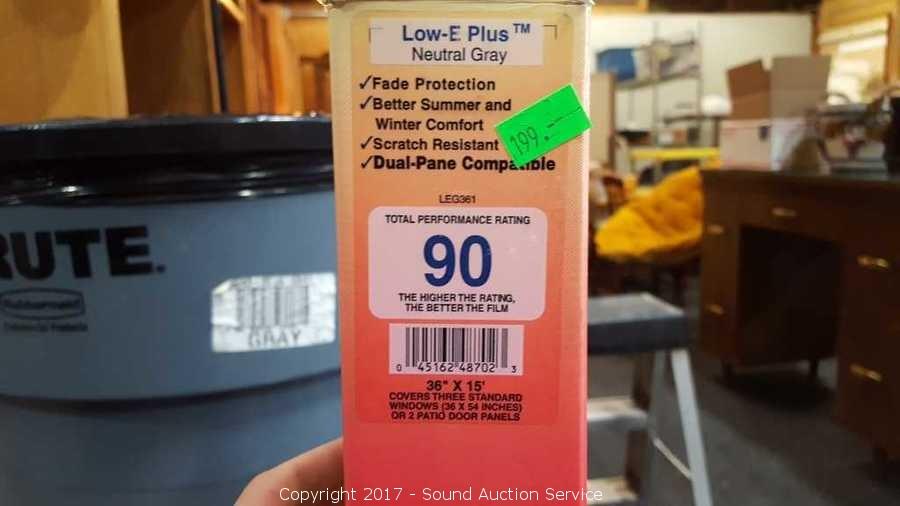 Low-E Plus™
Neutral Gray
✓Fade Protection
✓Better Summer and
Winter Comfort
✓Scratch Resistant
✓Dual-Pane Compatible
199.—
LEG361
TOTAL PERFORMANCE RATING
90
THE HIGHER THE RATING,
THE BETTER THE FILM
0 45162 48702 3
36" X 15'
COVERS THREE STANDARD
WINDOWS (36 X 54 INCHES)
OR 2 PATIO DOOR PANELS
RUTE.
Rubbermaid
Commercial Products
GRAY
Copyright 2017 - Sound Auction Service